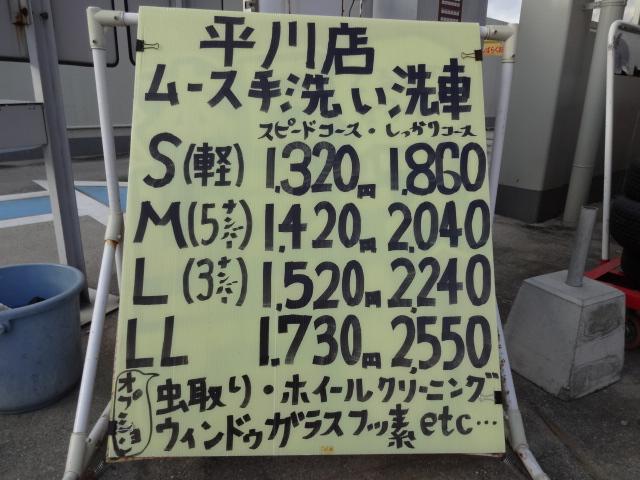 平川店
ムース手洗い洗車
スピードコース・しっかりコース
S(軽) 1,320円 1,860
M(5ナンバー) 1,420円 2,040
L(3ナンバー) 1,520円 2,240
LL 1,730円 2,550
オプション 虫取り・ホイールクリーニング
ウィンドゥガラスフッ素 etc…